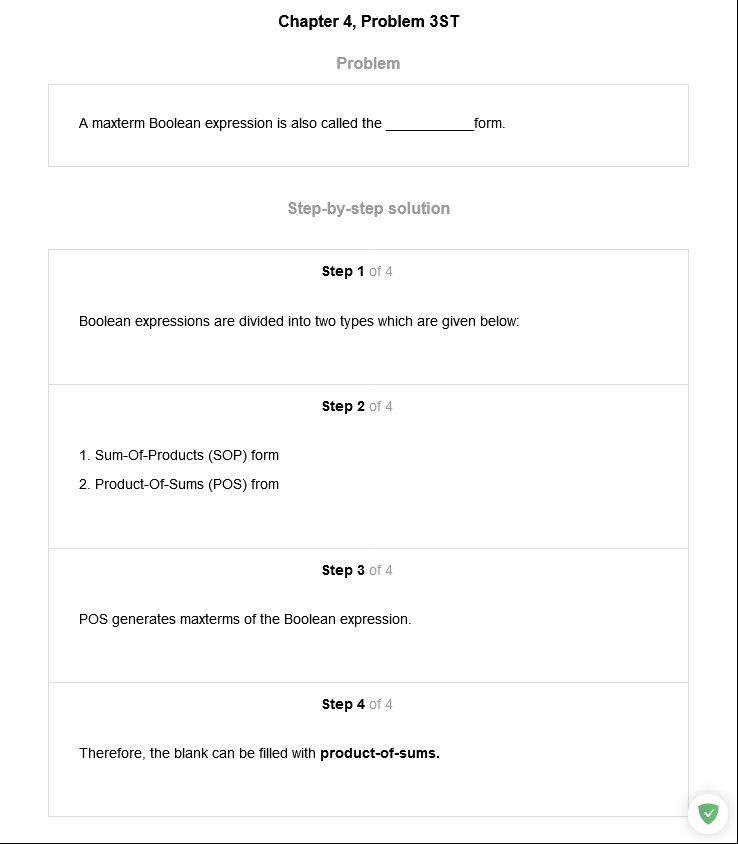 Chapter 4, Problem 3ST
Problem
A maxterm Boolean expression is also called the ____________form.
Step-by-step solution
Step 1 of 4
Boolean expressions are divided into two types which are given below:
Step 2 of 4
1. Sum-Of-Products (SOP) form
2. Product-Of-Sums (POS) from
Step 3 of 4
POS generates maxterms of the Boolean expression.
Step 4 of 4
Therefore, the blank can be filled with product-of-sums.